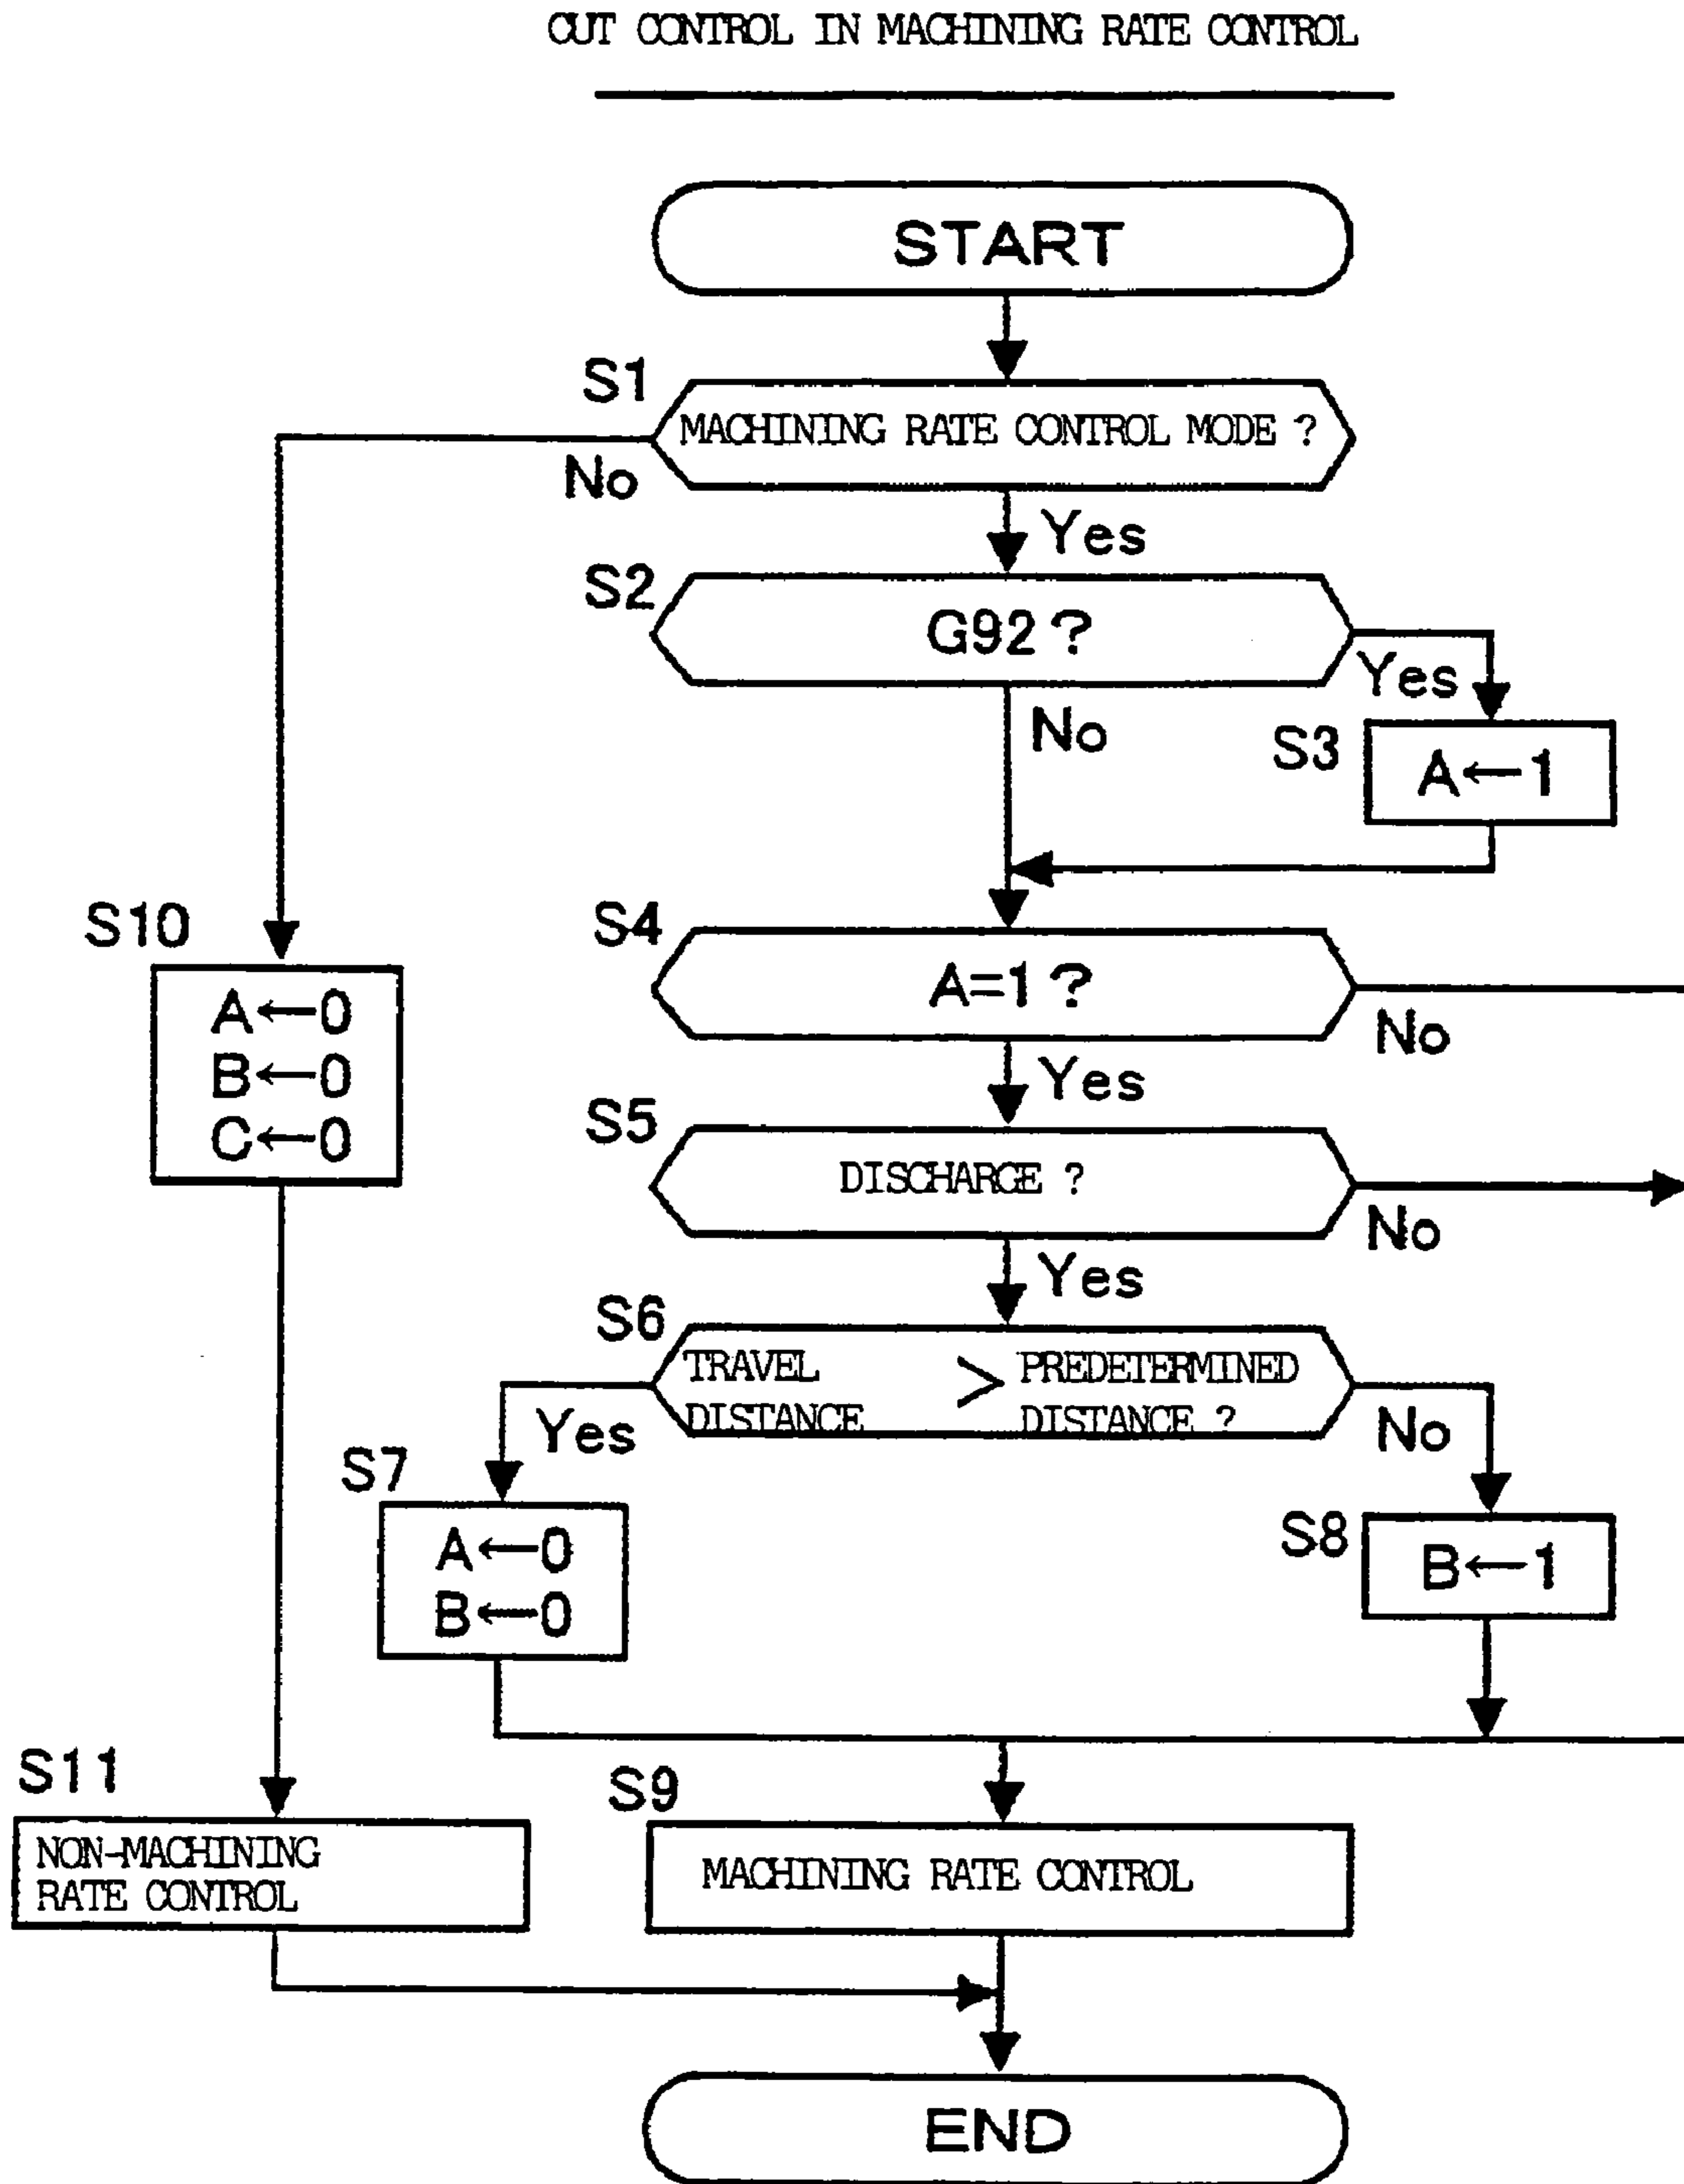 CUT CONTROL IN MACHINING RATE CONTROL
START
S1
MACHINING RATE CONTROL MODE ?
No
Yes
S2
G92 ?
Yes
No
S3
A←1
S10
A←0
B←0
C←0
S4
A=1 ?
No
Yes
S5
DISCHARGE ?
No
Yes
S6
TRAVEL DISTANCE > PREDETERMINED DISTANCE ?
Yes
No
S7
A←0
B←0
S8
B←1
S11
NON-MACHINING
RATE CONTROL
S9
MACHINING RATE CONTROL
END